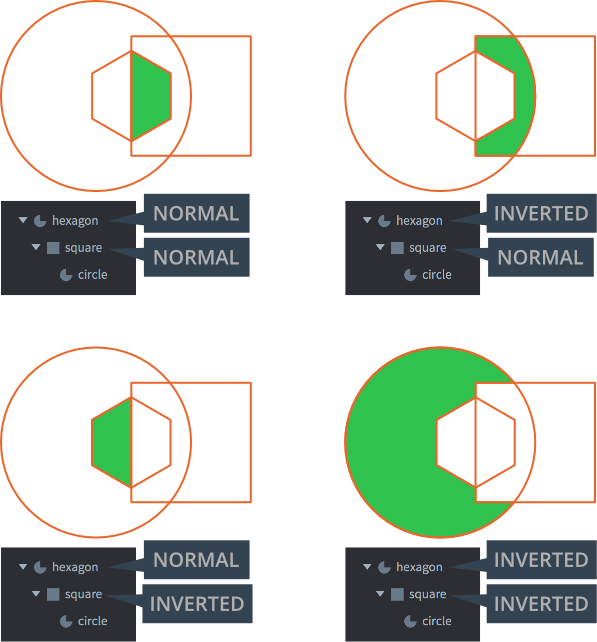 hexagon NORMAL
square NORMAL
circle
hexagon INVERTED
square NORMAL
circle
hexagon NORMAL
square INVERTED
circle
hexagon INVERTED
square INVERTED
circle